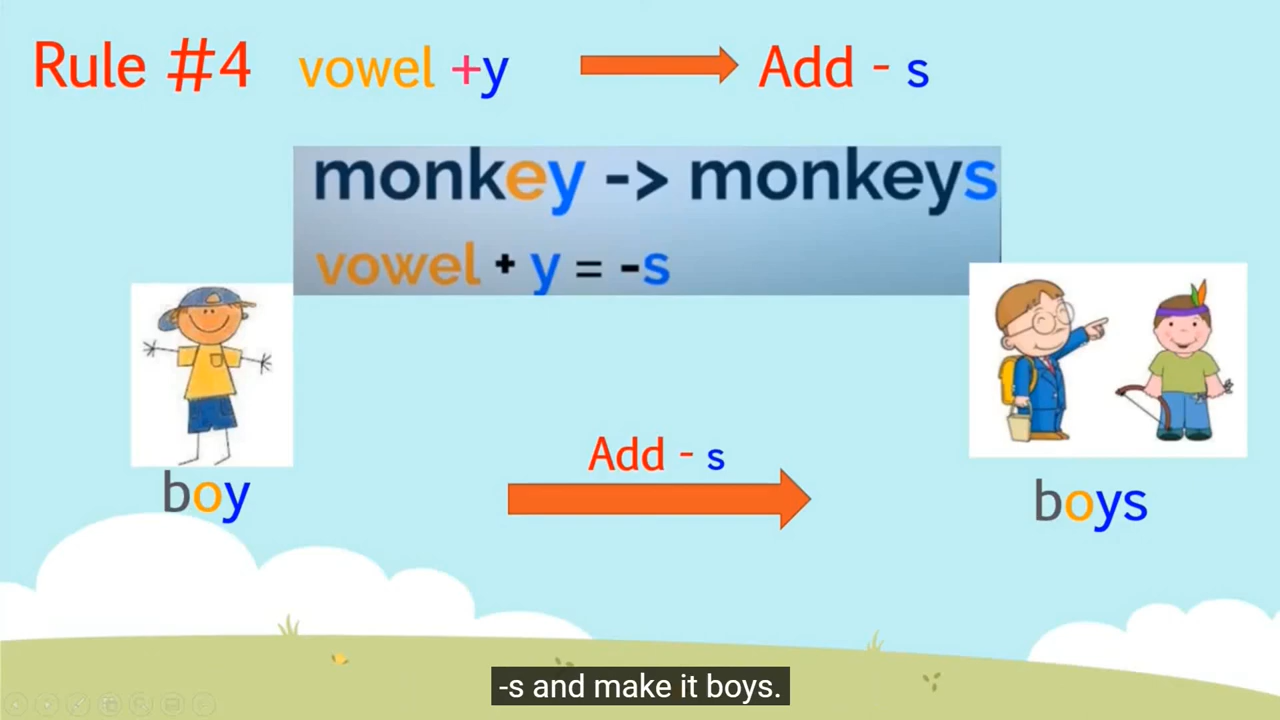 Rule #4 vowel +y Add - s
monkey -> monkeys
vowel + y = -s
Add - s
boy
boys
-s and make it boys.